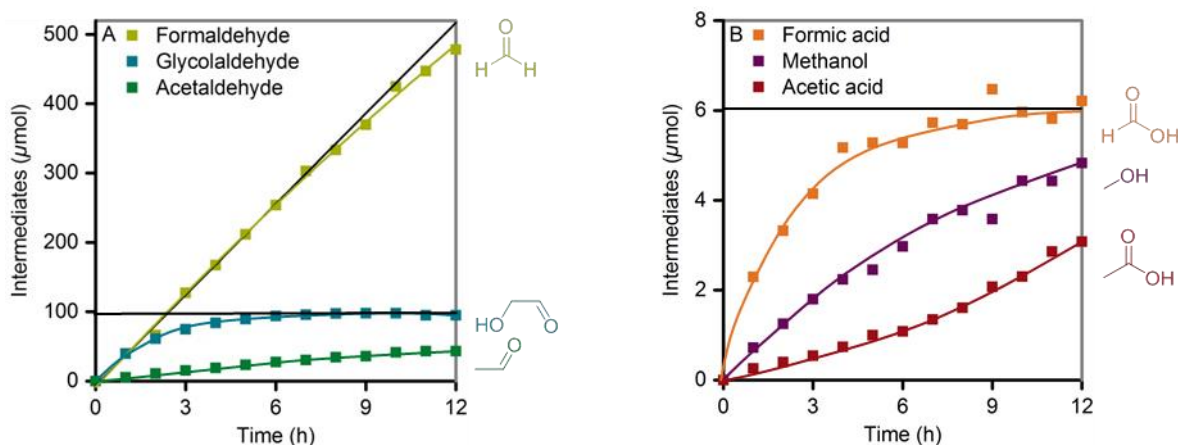 A
Formaldehyde
Glycolaldehyde
Acetaldehyde
Intermediates (µmol)
500
400
300
200
100
0
0 3 6 9 12
Time (h)
O
H H
HO O
O
B
Formic acid
Methanol
Acetic acid
Intermediates (µmol)
8
6
4
2
0
0 3 6 9 12
Time (h)
O
H OH
OH
O
OH